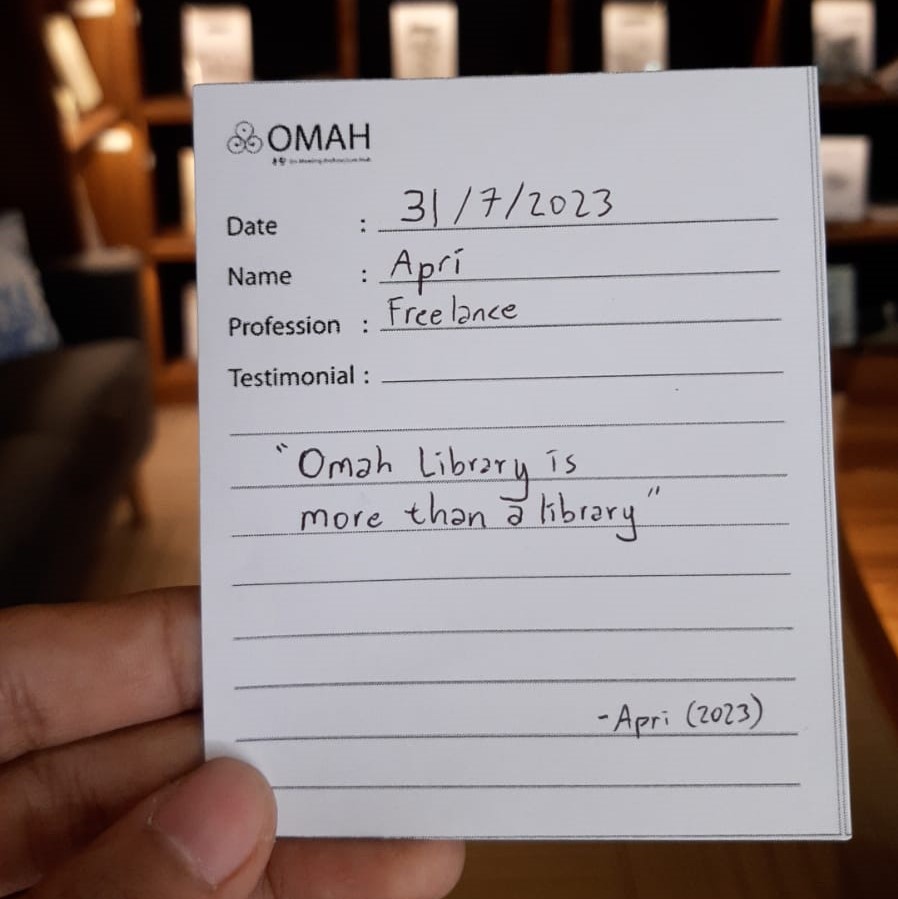 OMAH
Date : 31/7/2023
Name : Apri
Profession : Freelance
Testimonial :
"Omah Library is
more than a library"
-Apri (2023)